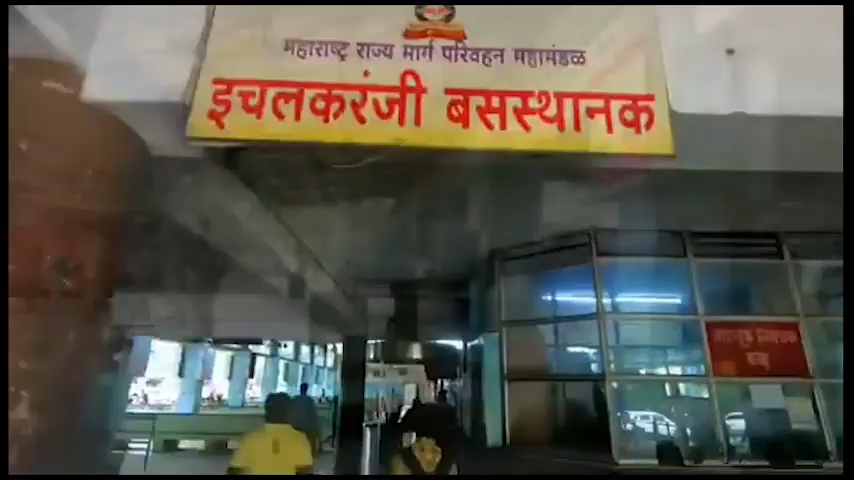 महाराष्ट्र राज्य मार्ग परिवहन महामंडळ
इचलकरंजी बसस्थानक